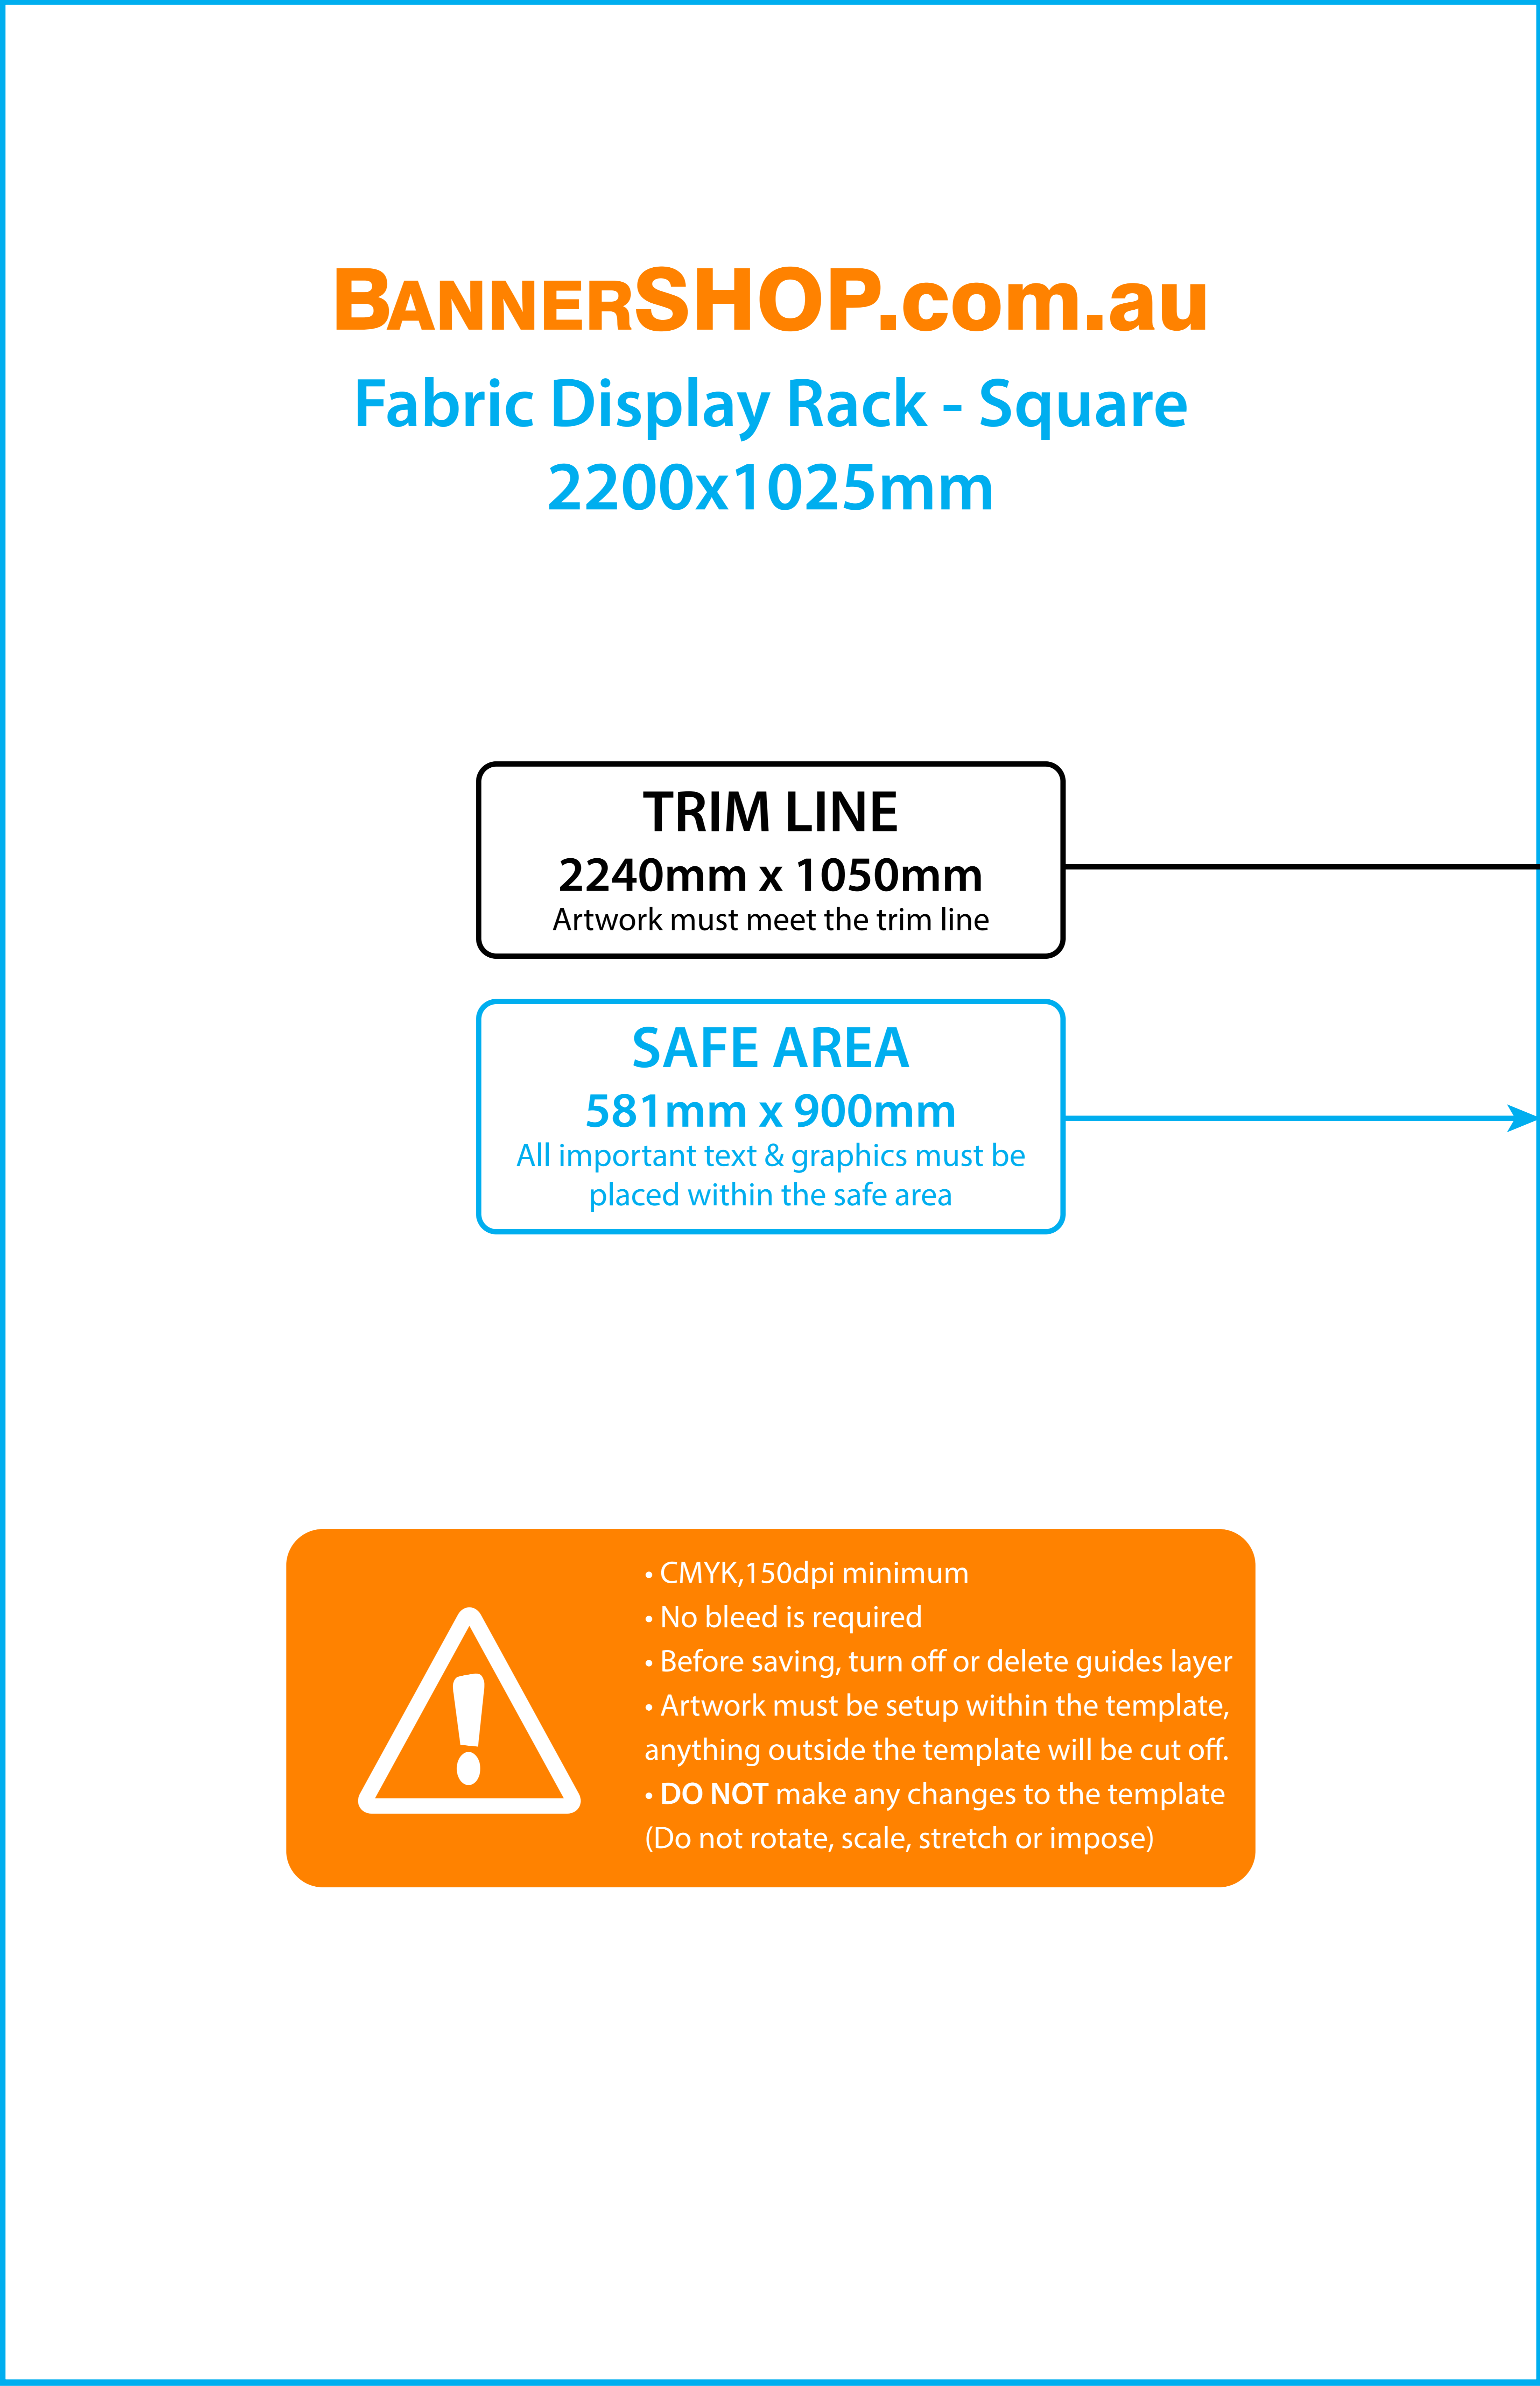 BANNERSHOP.com.au
Fabric Display Rack - Square
2200x1025mm
TRIM LINE
2240mm x 1050mm
Artwork must meet the trim line
SAFE AREA
581mm x 900mm
All important text & graphics must be
placed within the safe area
• CMYK,150dpi minimum
• No bleed is required
• Before saving, turn off or delete guides layer
• Artwork must be setup within the template,
anything outside the template will be cut off.
• DO NOT make any changes to the template
(Do not rotate, scale, stretch or impose)